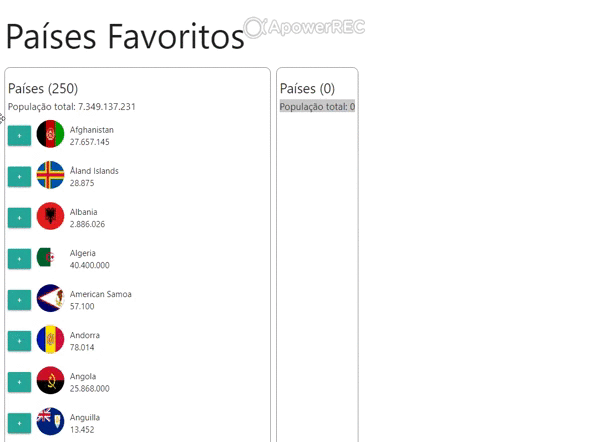 Países Favoritos
ApowerREC
Países (250)
População total: 7.349.137.231
+
Afghanistan
27.657.145
+
Åland Islands
28.875
+
Albania
2.886.026
+
Algeria
40.400.000
+
American Samoa
57.100
+
Andorra
78.014
+
Angola
25.868.000
+
Anguilla
13.452
Países (0)
População total: 0